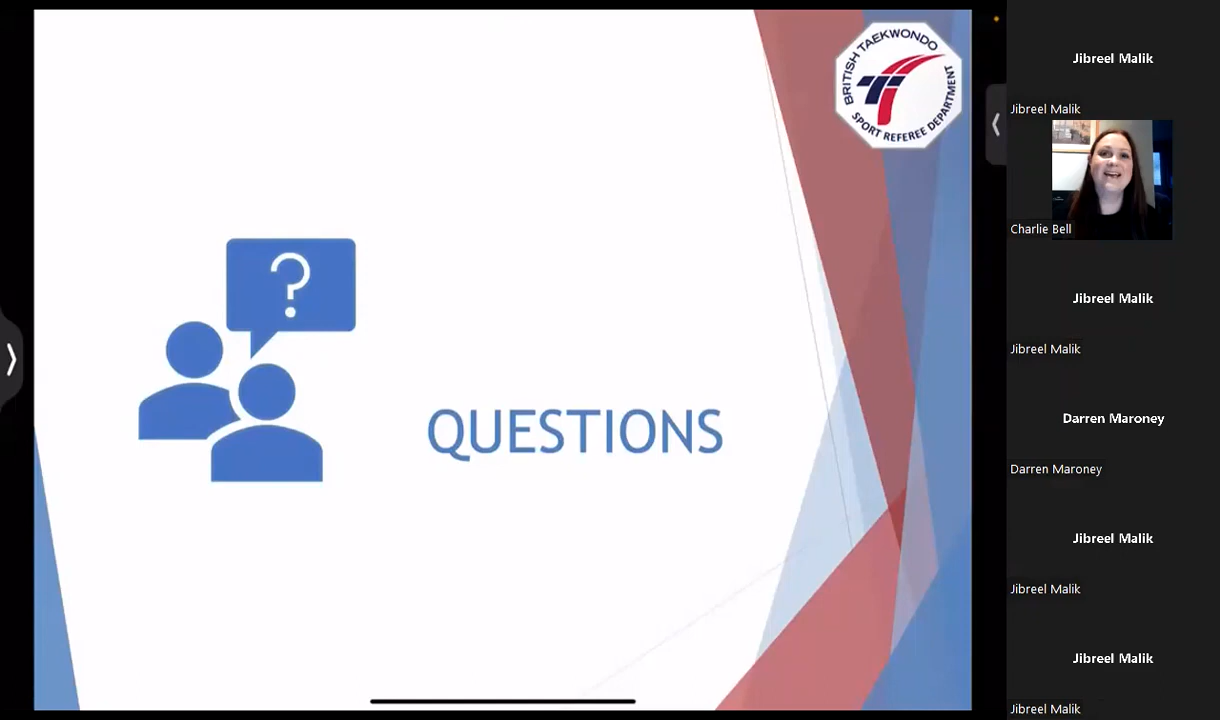 BRITISH TAEKWONDO
SPORT REFEREE DEPARTMENT
?
QUESTIONS
Jibreel Malik
Jibreel Malik
Charlie Bell
Jibreel Malik
Jibreel Malik
Darren Maroney
Darren Maroney
Jibreel Malik
Jibreel Malik
Jibreel Malik
Jibreel Malik